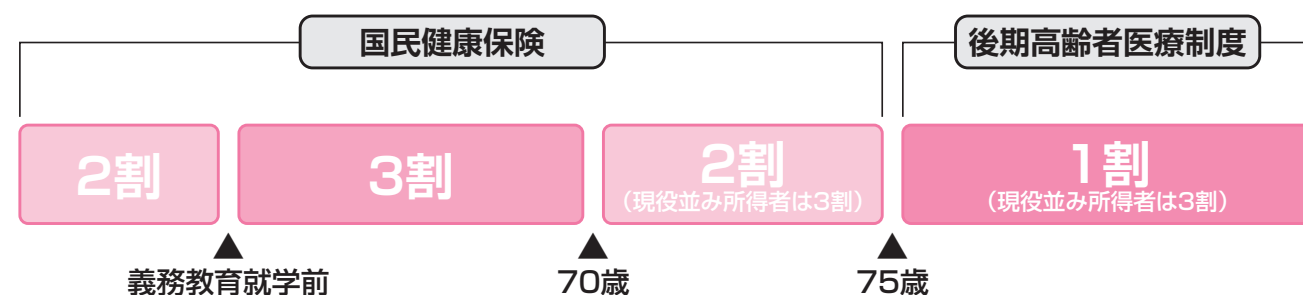 国民健康保険
後期高齢者医療制度
2割
3割
2割
(現役並み所得者は3割)
1割
(現役並み所得者は3割)
義務教育就学前
70歳
75歳